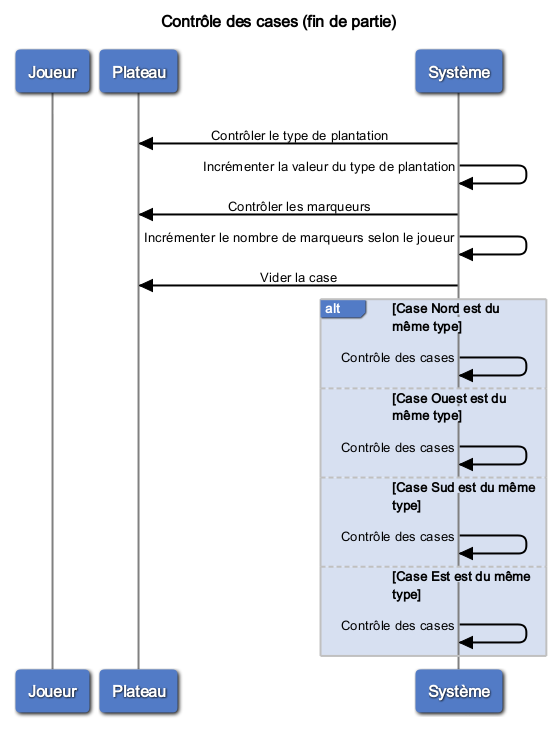 Contrôle des cases (fin de partie)
Joueur
Plateau
Système
Contrôler le type de plantation
Incrémenter la valeur du type de plantation
Contrôler les marqueurs
Incrémenter le nombre de marqueurs selon le joueur
Vider la case
alt
[Case Nord est du
même type]
Contrôle des cases
[Case Ouest est du
même type]
Contrôle des cases
[Case Sud est du même
type]
Contrôle des cases
[Case Est est du même
type]
Contrôle des cases
Joueur
Plateau
Système